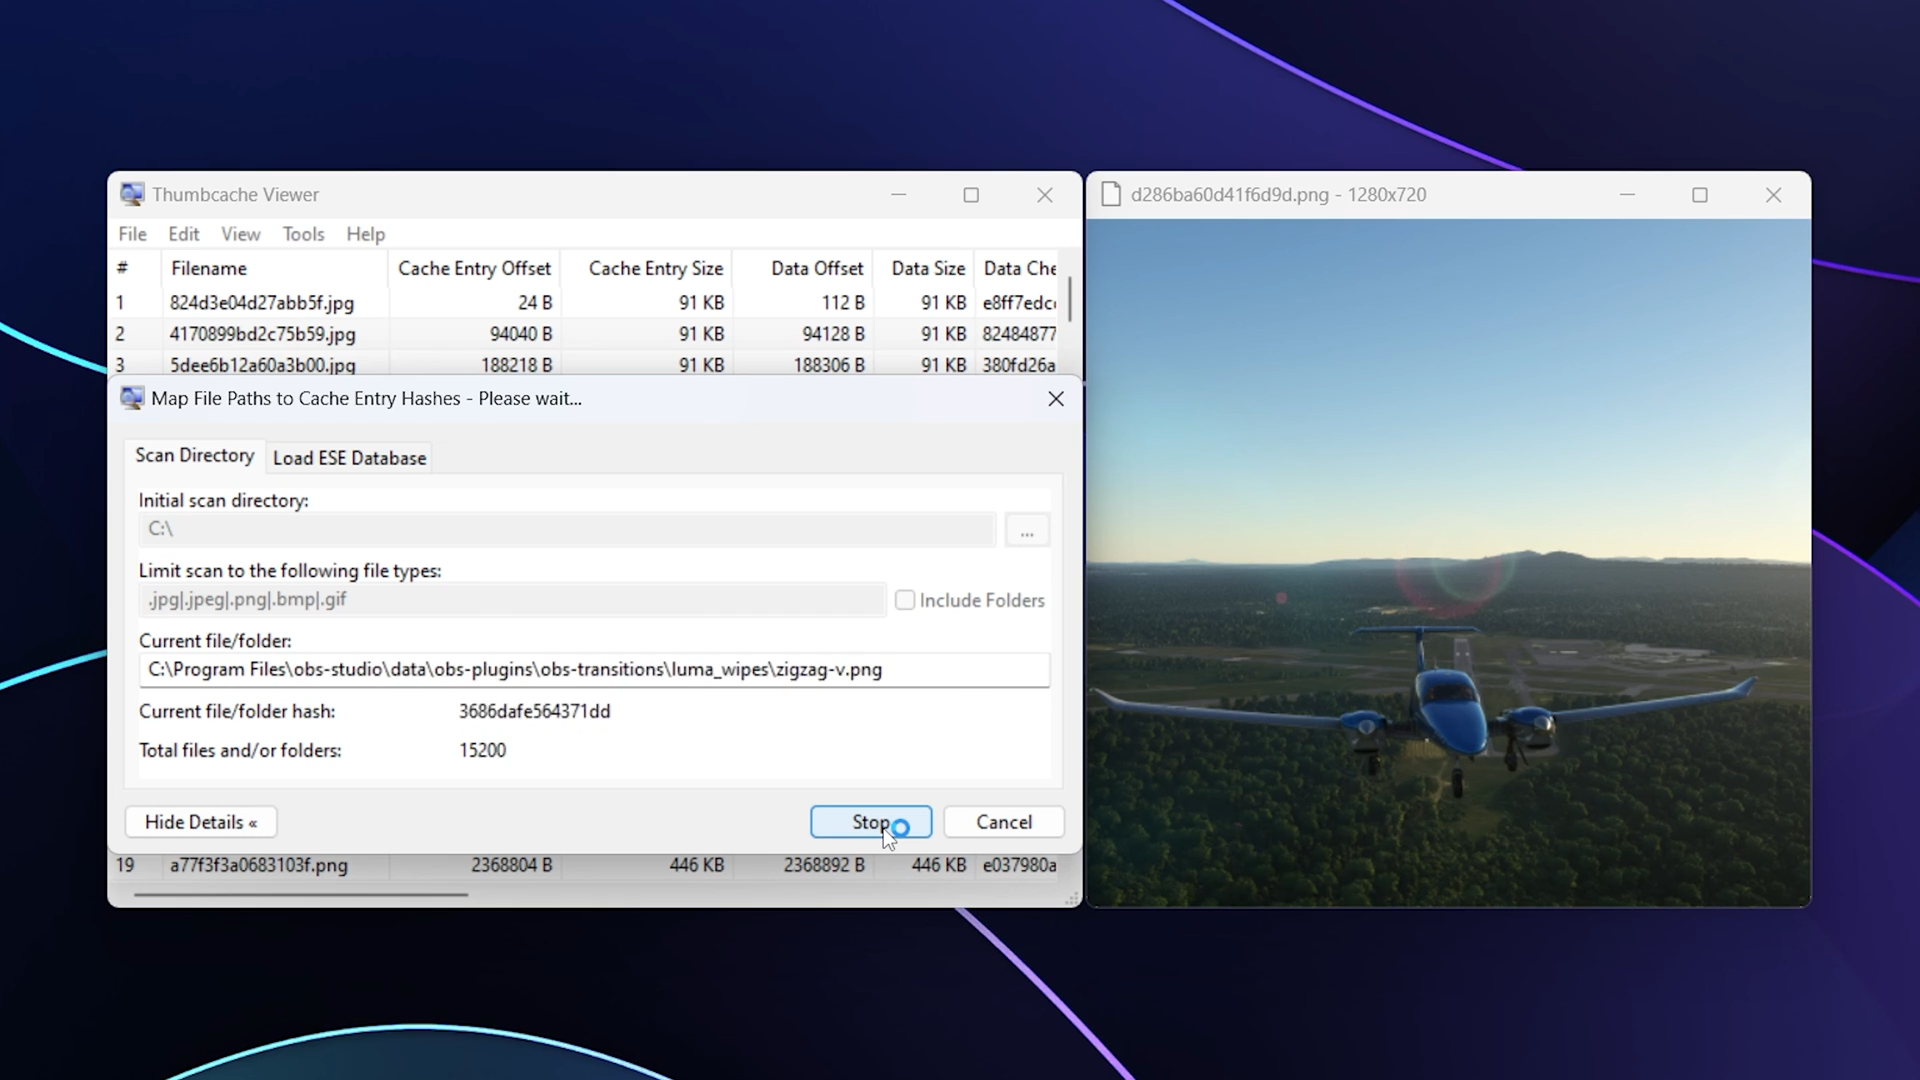 Thumbcache Viewer
File Edit View Tools Help
# Filename Cache Entry Offset Cache Entry Size Data Offset Data Size Data Che
1 824d3e04d27abb5f.jpg 24 B 91 KB 112 B 91 KB e8ff7edc
2 4170899bd2c75b59.jpg 94040 B 91 KB 94128 B 91 KB 82484877
3 5dee6b12a60a3b00.jpg 188218 B 91 KB 188306 B 91 KB 380fd26a
Map File Paths to Cache Entry Hashes - Please wait...
Scan Directory Load ESE Database
Initial scan directory:
C:\ ...
Limit scan to the following file types:
.jpg|.jpeg|.png|.bmp|.gif Include Folders
Current file/folder:
C:\Program Files\obs-studio\data\obs-plugins\obs-transitions\luma_wipes\zigzag-v.png
Current file/folder hash: 3686dafe564371dd
Total files and/or folders: 15200
Hide Details « Stop Cancel
19 a77f3f3a0683103f.png 2368804 B 446 KB 2368892 B 446 KB e037980a
d286ba60d41f6d9d.png - 1280x720